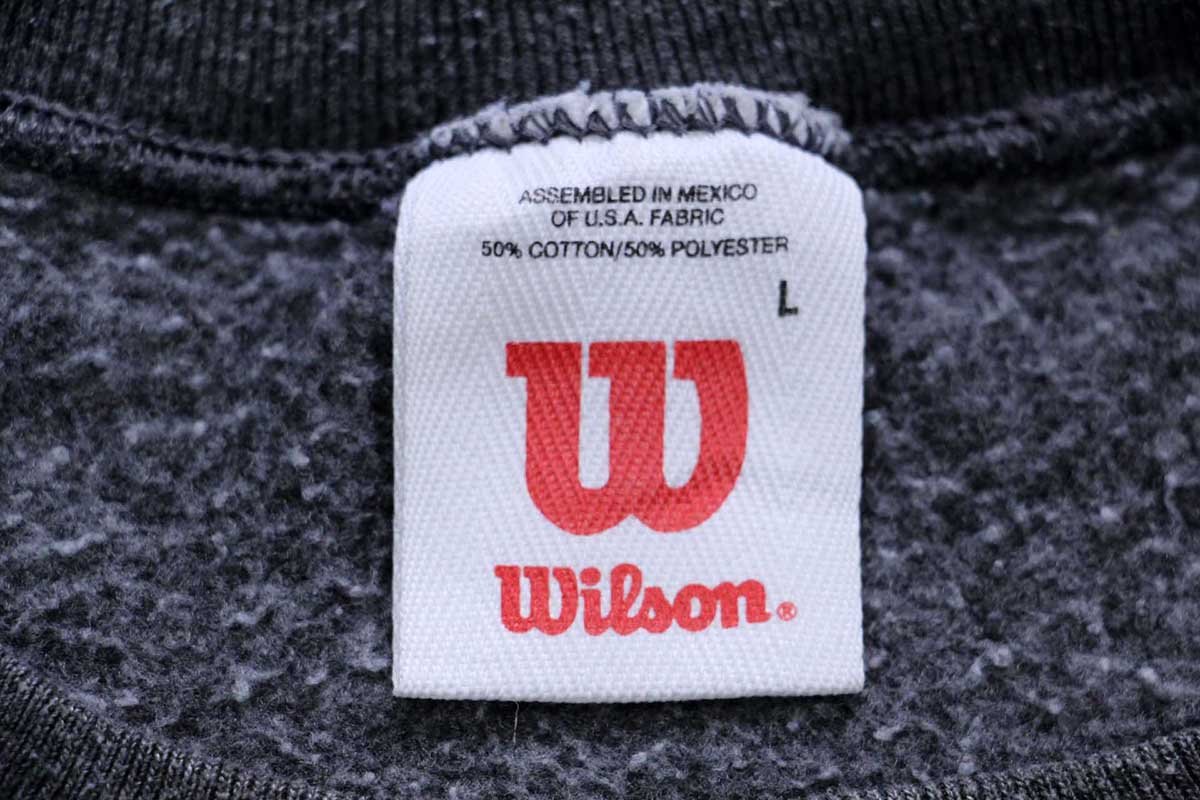 ASSEMBLED IN MEXICO
OF U.S.A. FABRIC
50% COTTON/50% POLYESTER
L
W
Wilson®